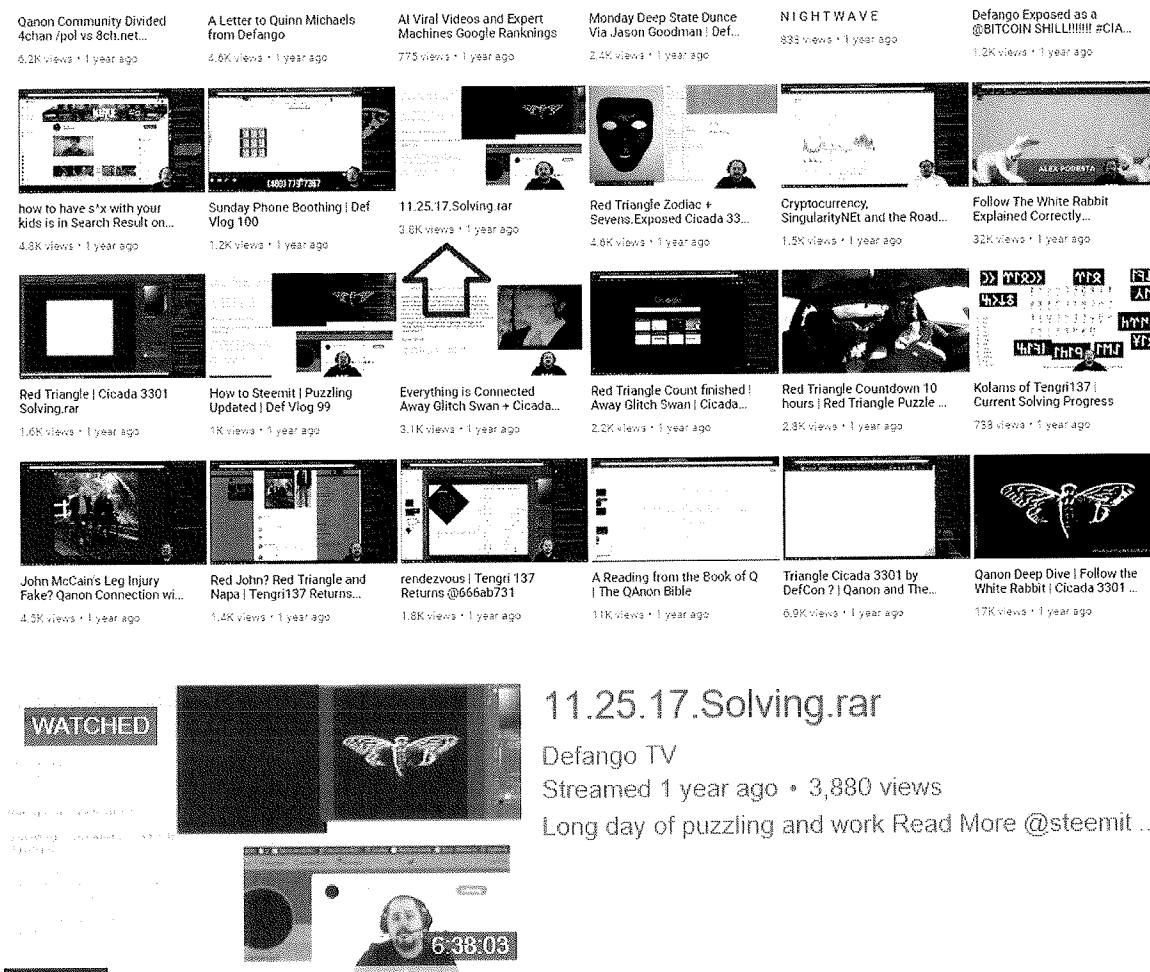 Qanon Community Divided
4chan /pol vs 8ch.net...
6.2K views • 1 year ago
A Letter to Quinn Michaels
from Defango
4.6K views • 1 year ago
AI Viral Videos and Expert
Machines Google Ranknings
775 views • 1 year ago
Monday Deep State Dunce
Via Jason Goodman | Def...
2.4K views • 1 year ago
N I G H T W A V E
838 views • 1 year ago
Defango Exposed as a
@BITCOIN SHILL!!!!!!! #CIA...
1.2K views • 1 year ago
(480) 779-7367
ALEX PODESTA
how to have s*x with your
kids is in Search Result on...
4.8K views • 1 year ago
Sunday Phone Boothing | Def
Vlog 100
1.2K views • 1 year ago
11.25.17.Solving.rar
3.8K views • 1 year ago
Red Triangle Zodiac +
Sevens.Exposed Cicada 33...
4.6K views • 1 year ago
Cryptocurrency,
SingularityNEt and the Road...
1.5K views • 1 year ago
Follow The White Rabbit
Explained Correctly...
32K views • 1 year ago
Google
Red Triangle | Cicada 3301
Solving.rar
1.6K views • 1 year ago
How to Steemit | Puzzling
Updated | Def Vlog 99
1K views • 1 year ago
Everything is Connected
Away Glitch Swan + Cicada...
3.1K views • 1 year ago
Red Triangle Count finished |
Away Glitch Swan | Cicada...
2.2K views • 1 year ago
Red Triangle Countdown 10
hours | Red Triangle Puzzle ...
2.8K views • 1 year ago
Kolams of Tengri137 |
Current Solving Progress
738 views • 1 year ago
John McCain's Leg Injury
Fake? Qanon Connection wi...
4.5K views • 1 year ago
Red John? Red Triangle and
Napa | Tengri137 Returns...
1.4K views • 1 year ago
rendezvous | Tengri 137
Returns @666ab731
1.8K views • 1 year ago
A Reading from the Book of Q
| The QAnon Bible
11K views • 1 year ago
Triangle Cicada 3301 by
DefCon ? | Qanon and The...
6.9K views • 1 year ago
Qanon Deep Dive | Follow the
White Rabbit | Cicada 3301 ...
17K views • 1 year ago
WATCHED
6:38:03
11.25.17.Solving.rar
Defango TV
Streamed 1 year ago • 3,880 views
Long day of puzzling and work Read More @steemit ...